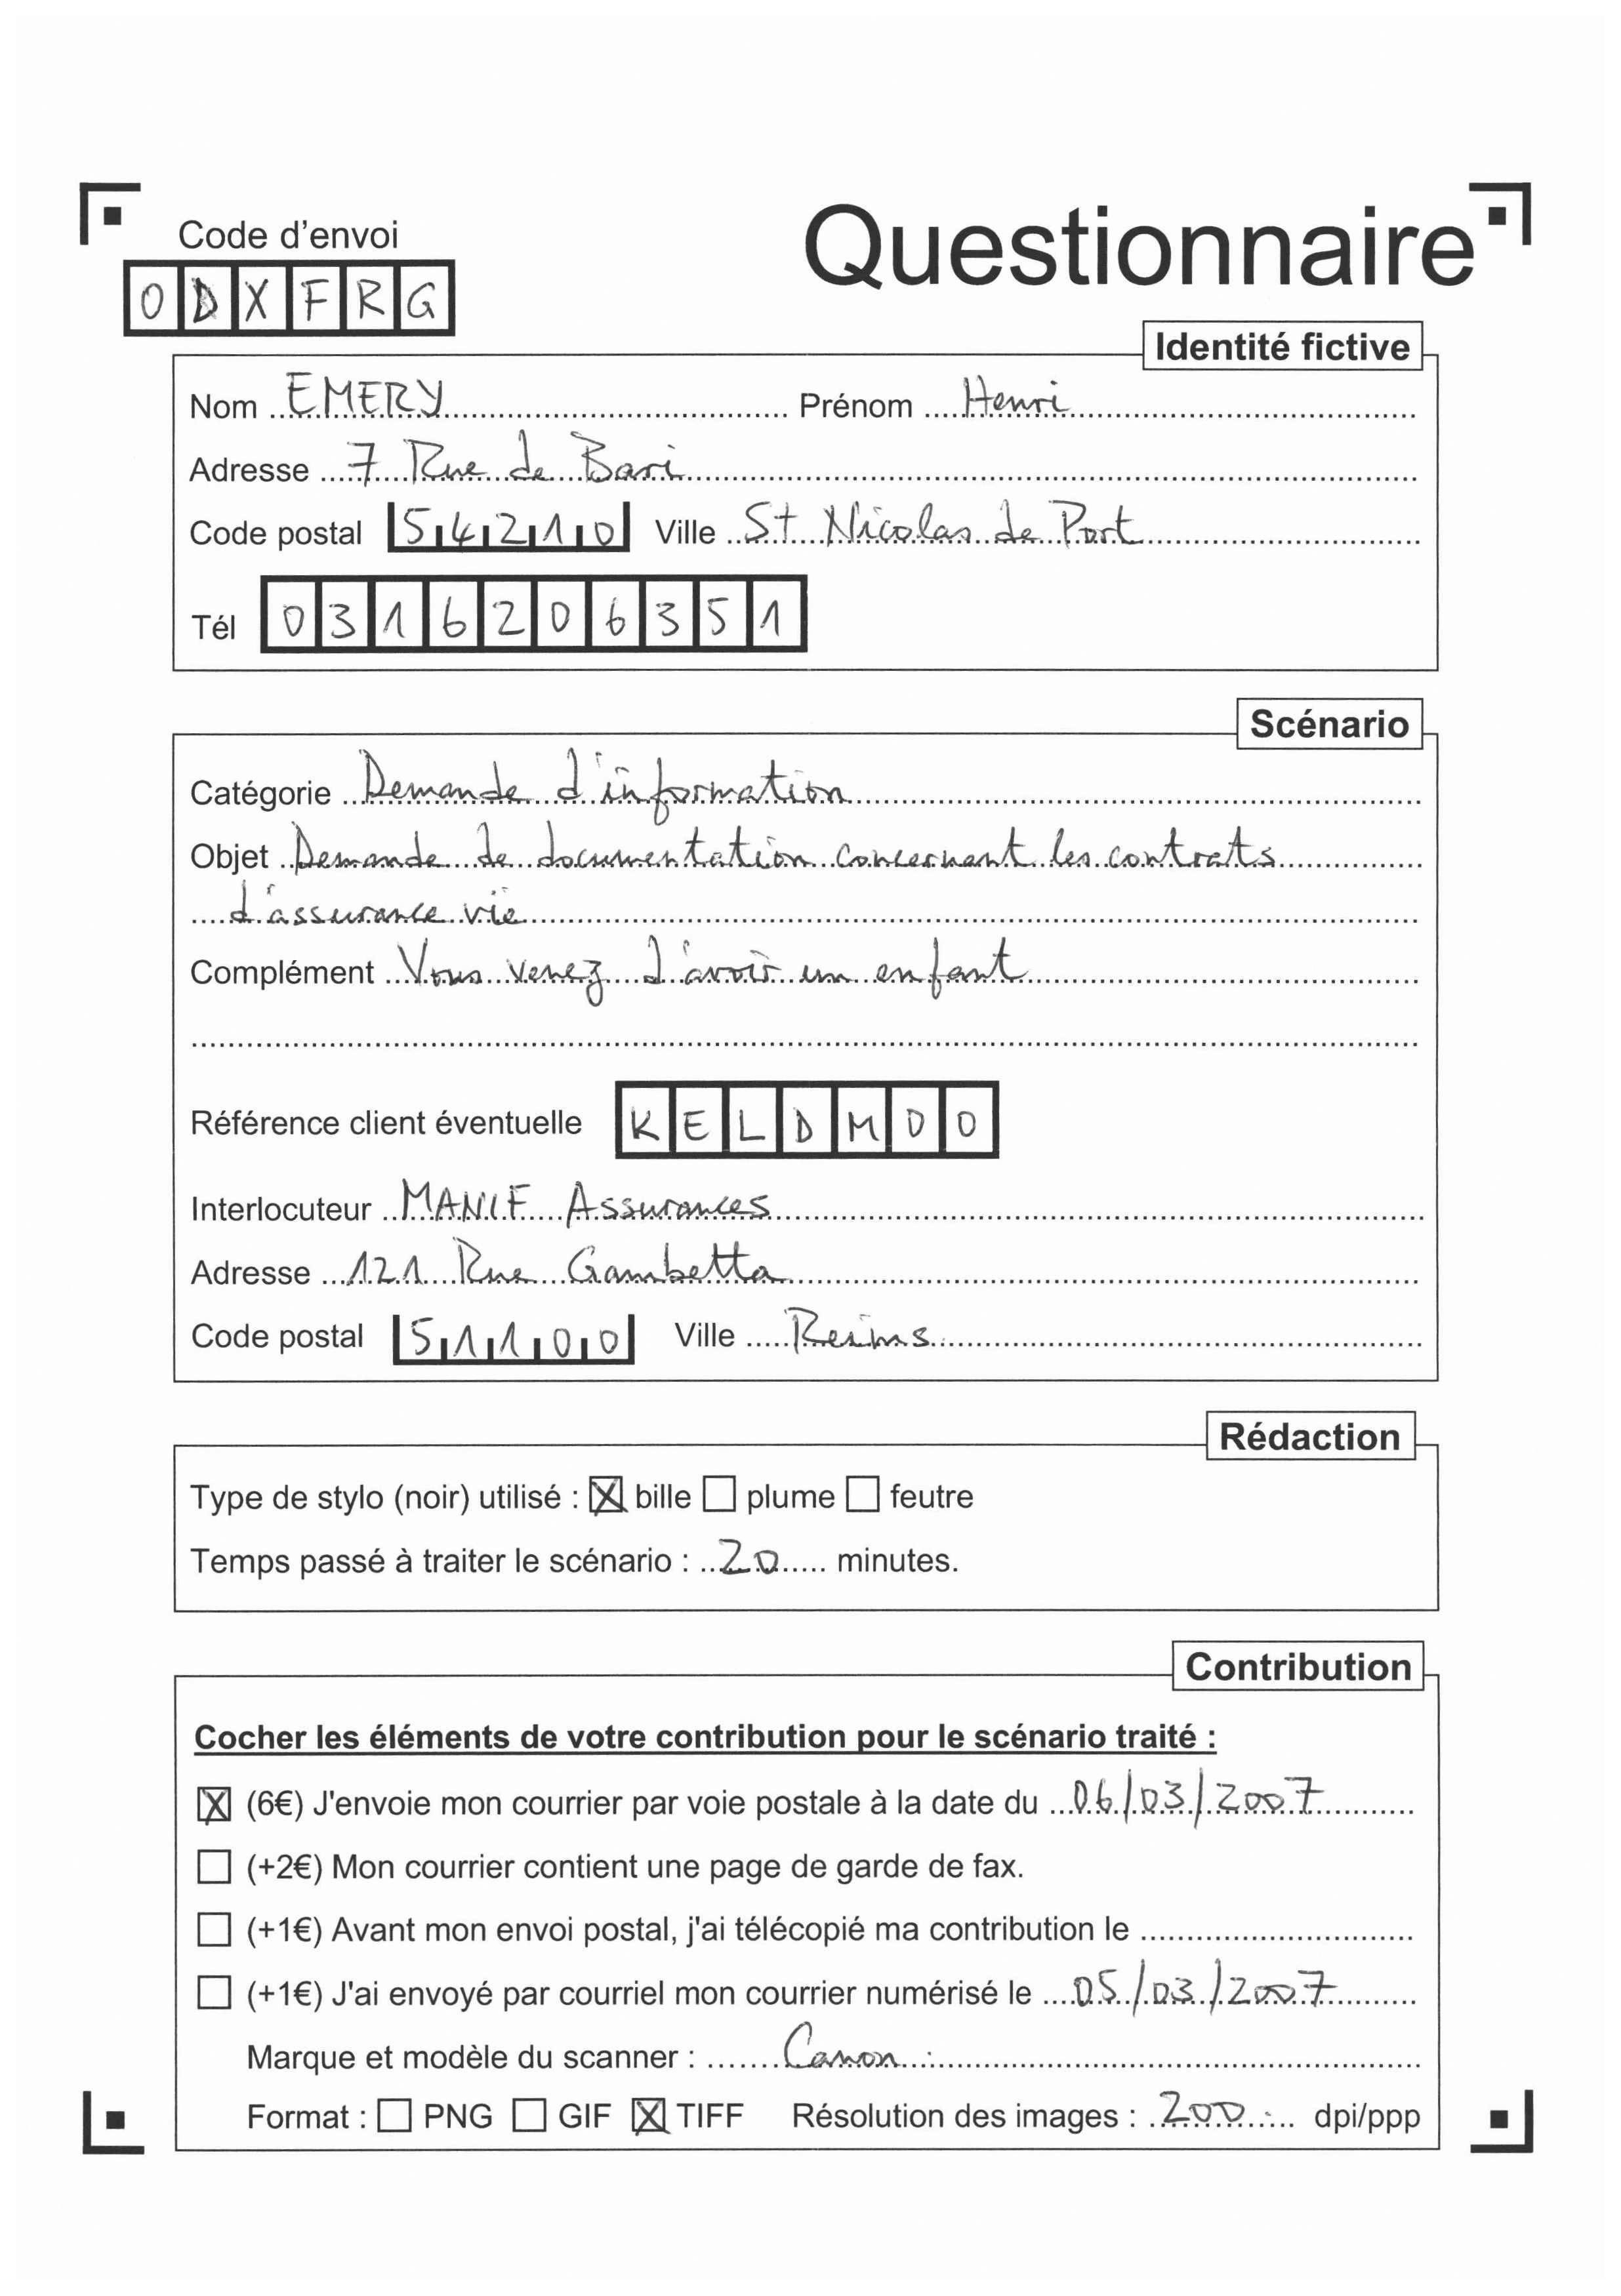 Questionnaire
Code d'envoi
ODXFRG
Identité fictive
Nom EMERY Prénom Henri
Adresse 7 Rue de Bari
Code postal 54210 Ville St Nicolas de Port
Tél 0316206351
Scénario
Catégorie Demande d'information
Objet Demande de documentation concernant les contrats
d'assurance vie
Complément Vous venez d'avoir un enfant
Référence client éventuelle KELDMOO
Interlocuteur MANIF Assurances
Adresse 121 Rue Gambetta
Code postal 51100 Ville Reims
Rédaction
Type de stylo (noir) utilisé : ☒ bille ☐ plume ☐ feutre
Temps passé à traiter le scénario : 20 minutes.
Contribution
Cocher les éléments de votre contribution pour le scénario traité :
☒ (6€) J'envoie mon courrier par voie postale à la date du 06/03/2007
☐ (+2€) Mon courrier contient une page de garde de fax.
☐ (+1€) Avant mon envoi postal, j'ai télécopié ma contribution le
☐ (+1€) J'ai envoyé par courriel mon courrier numérisé le 05/03/2007
Marque et modèle du scanner : Canon
Format : ☐ PNG ☐ GIF ☒ TIFF Résolution des images : 200 dpi/ppp